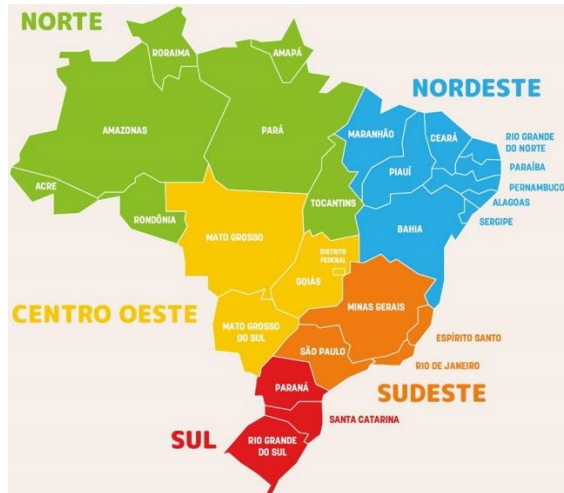 NORTE
RORAIMA
AMAPÁ
NORDESTE
AMAZONAS
PARÁ
MARANHÃO
CEARÁ
RIO GRANDE
DO NORTE
PIAUÍ
PARAÍBA
ACRE
PERNAMBUCO
TOCANTINS
ALAGOAS
RONDÔNIA
SERGIPE
MATO GROSSO
BAHIA
DISTRITO
FEDERAL
GOIÁS
CENTRO OESTE
MINAS GERAIS
MATO GROSSO
DO SUL
ESPÍRITO SANTO
SÃO PAULO
RIO DE JANEIRO
PARANÁ
SUDESTE
SANTA CATARINA
SUL
RIO GRANDE
DO SUL